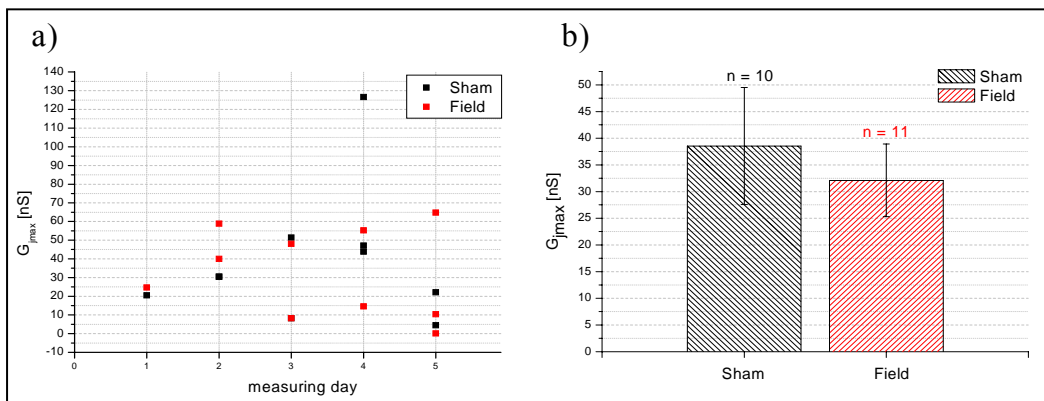 a)
140
130
120
110
100
90
80
70
60
50
40
30
20
10
0
-10
G jmax [nS]
Sham
Field
0 1 2 3 4 5
measuring day
b)
50
45
40
35
30
25
20
15
10
5
0
Gjmax [nS]
n = 10
n = 11
Sham
Field
Sham Field